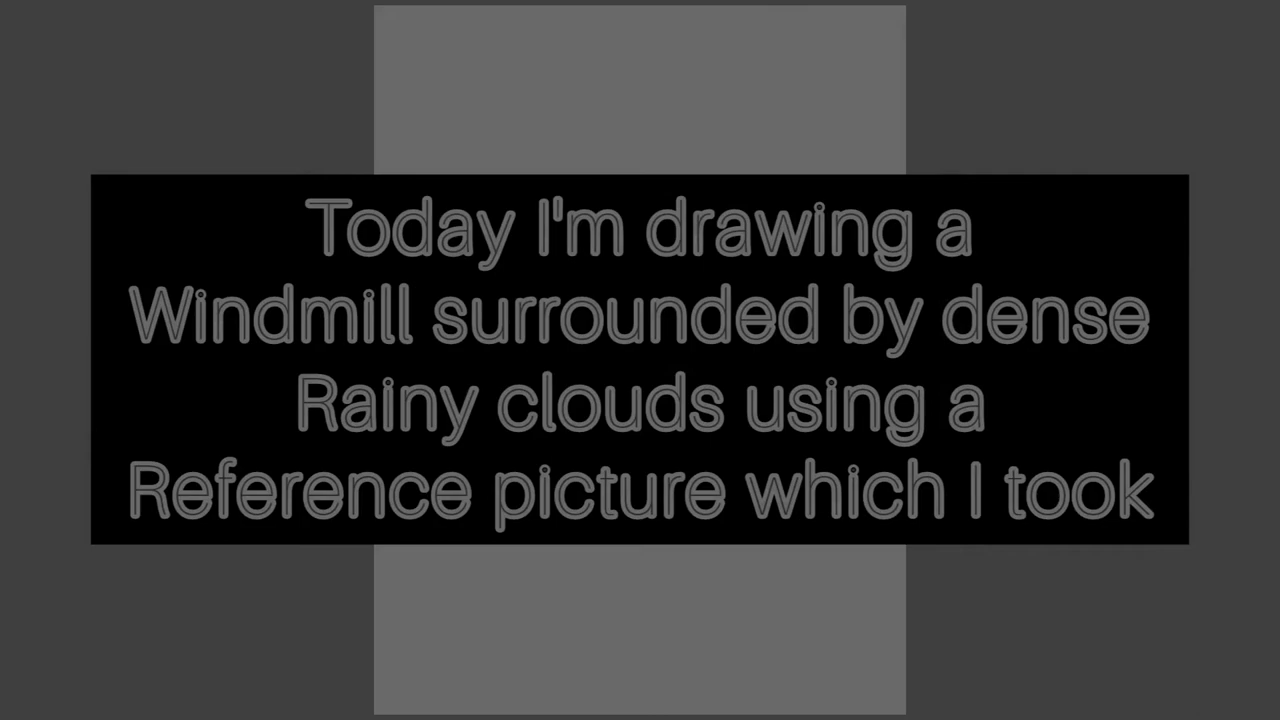 Today I'm drawing a
Windmill surrounded by dense
Rainy clouds using a
Reference picture which I took